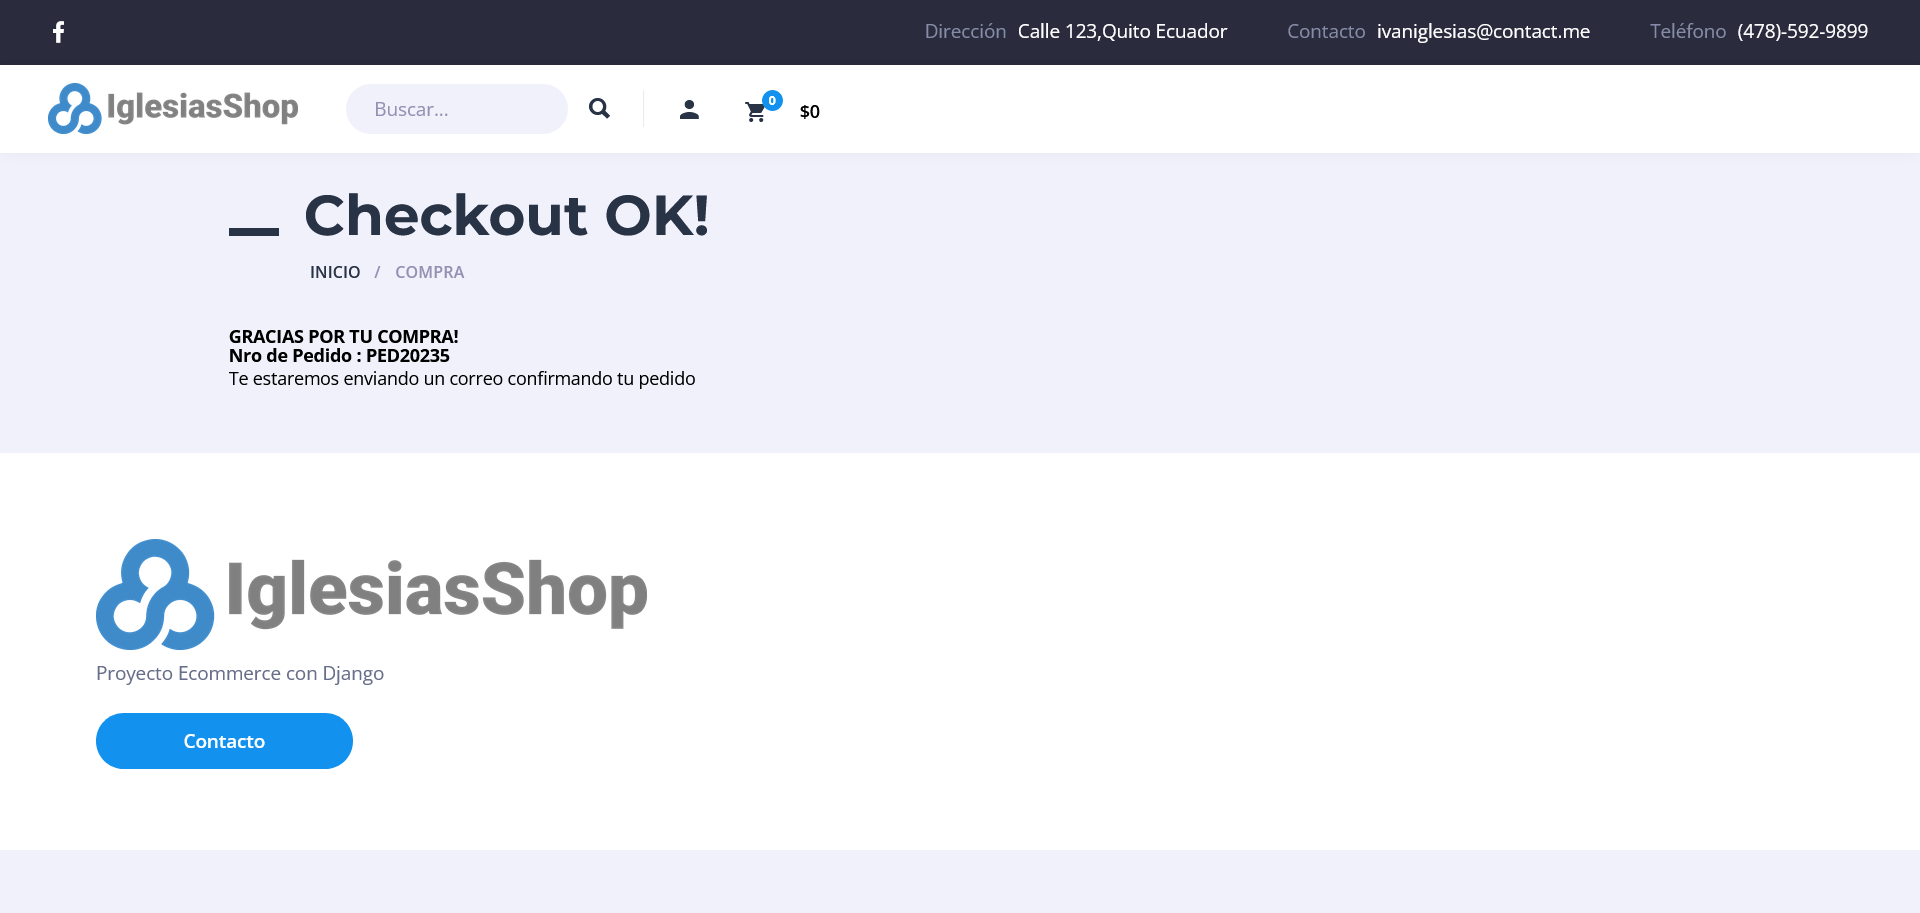 Dirección Calle 123,Quito Ecuador Contacto ivaniglesias@contact.me Teléfono (478)-592-9899
IglesiasShop Buscar... 0 $0
Checkout OK!
INICIO / COMPRA
GRACIAS POR TU COMPRA!
Nro de Pedido : PED20235
Te estaremos enviando un correo confirmando tu pedido
IglesiasShop
Proyecto Ecommerce con Django
Contacto